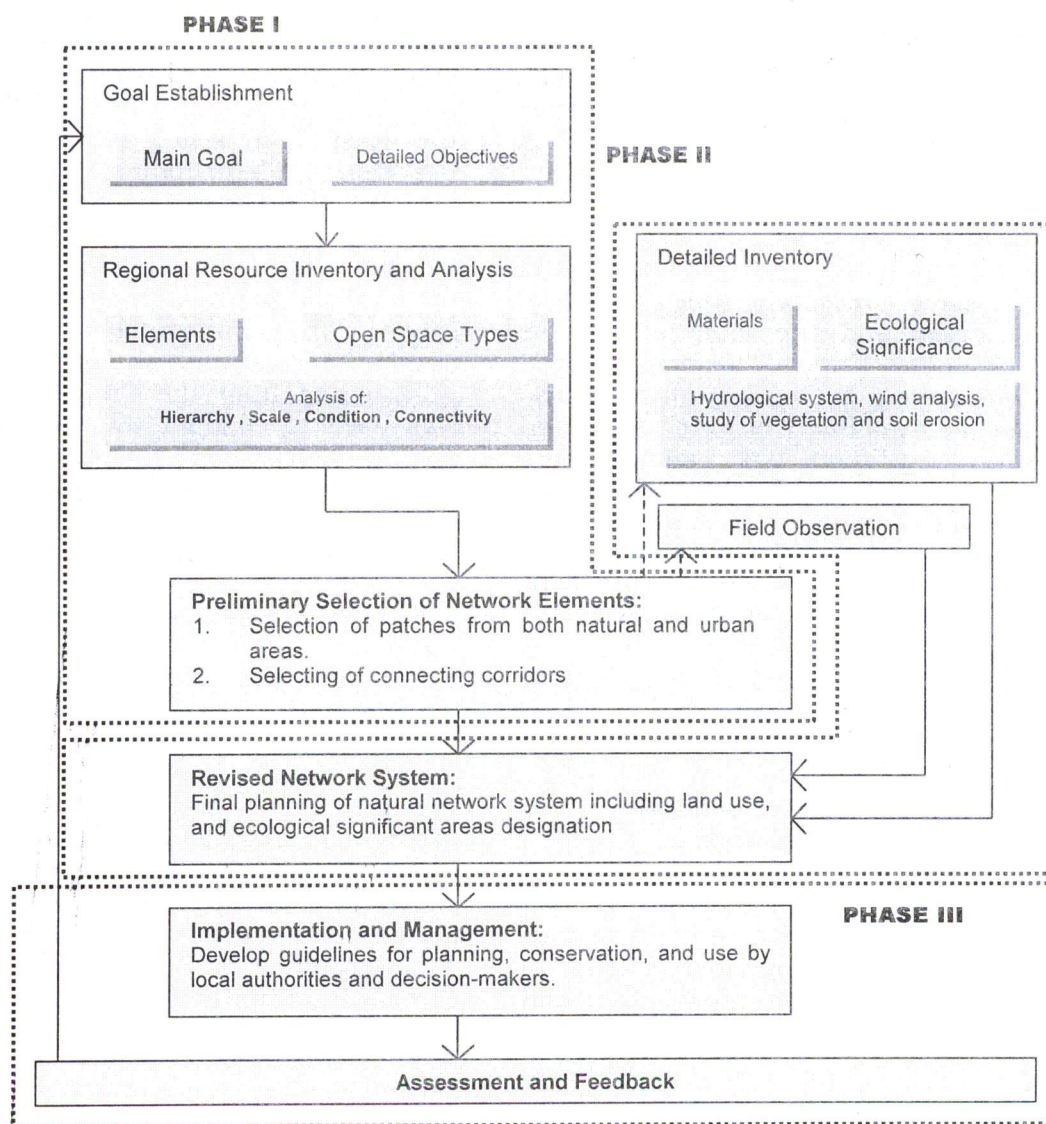 PHASE I
Goal Establishment
Main Goal
Detailed Objectives
Regional Resource Inventory and Analysis
Elements
Open Space Types
Analysis of:
Hierarchy , Scale , Condition , Connectivity
PHASE II
Detailed Inventory
Materials
Ecological
Significance
Hydrological system, wind analysis,
study of vegetation and soil erosion
Field Observation
Preliminary Selection of Network Elements:
1. Selection of patches from both natural and urban
areas.
2. Selecting of connecting corridors
Revised Network System:
Final planning of natural network system including land use,
and ecological significant areas designation
PHASE III
Implementation and Management:
Develop guidelines for planning, conservation, and use by
local authorities and decision-makers.
Assessment and Feedback